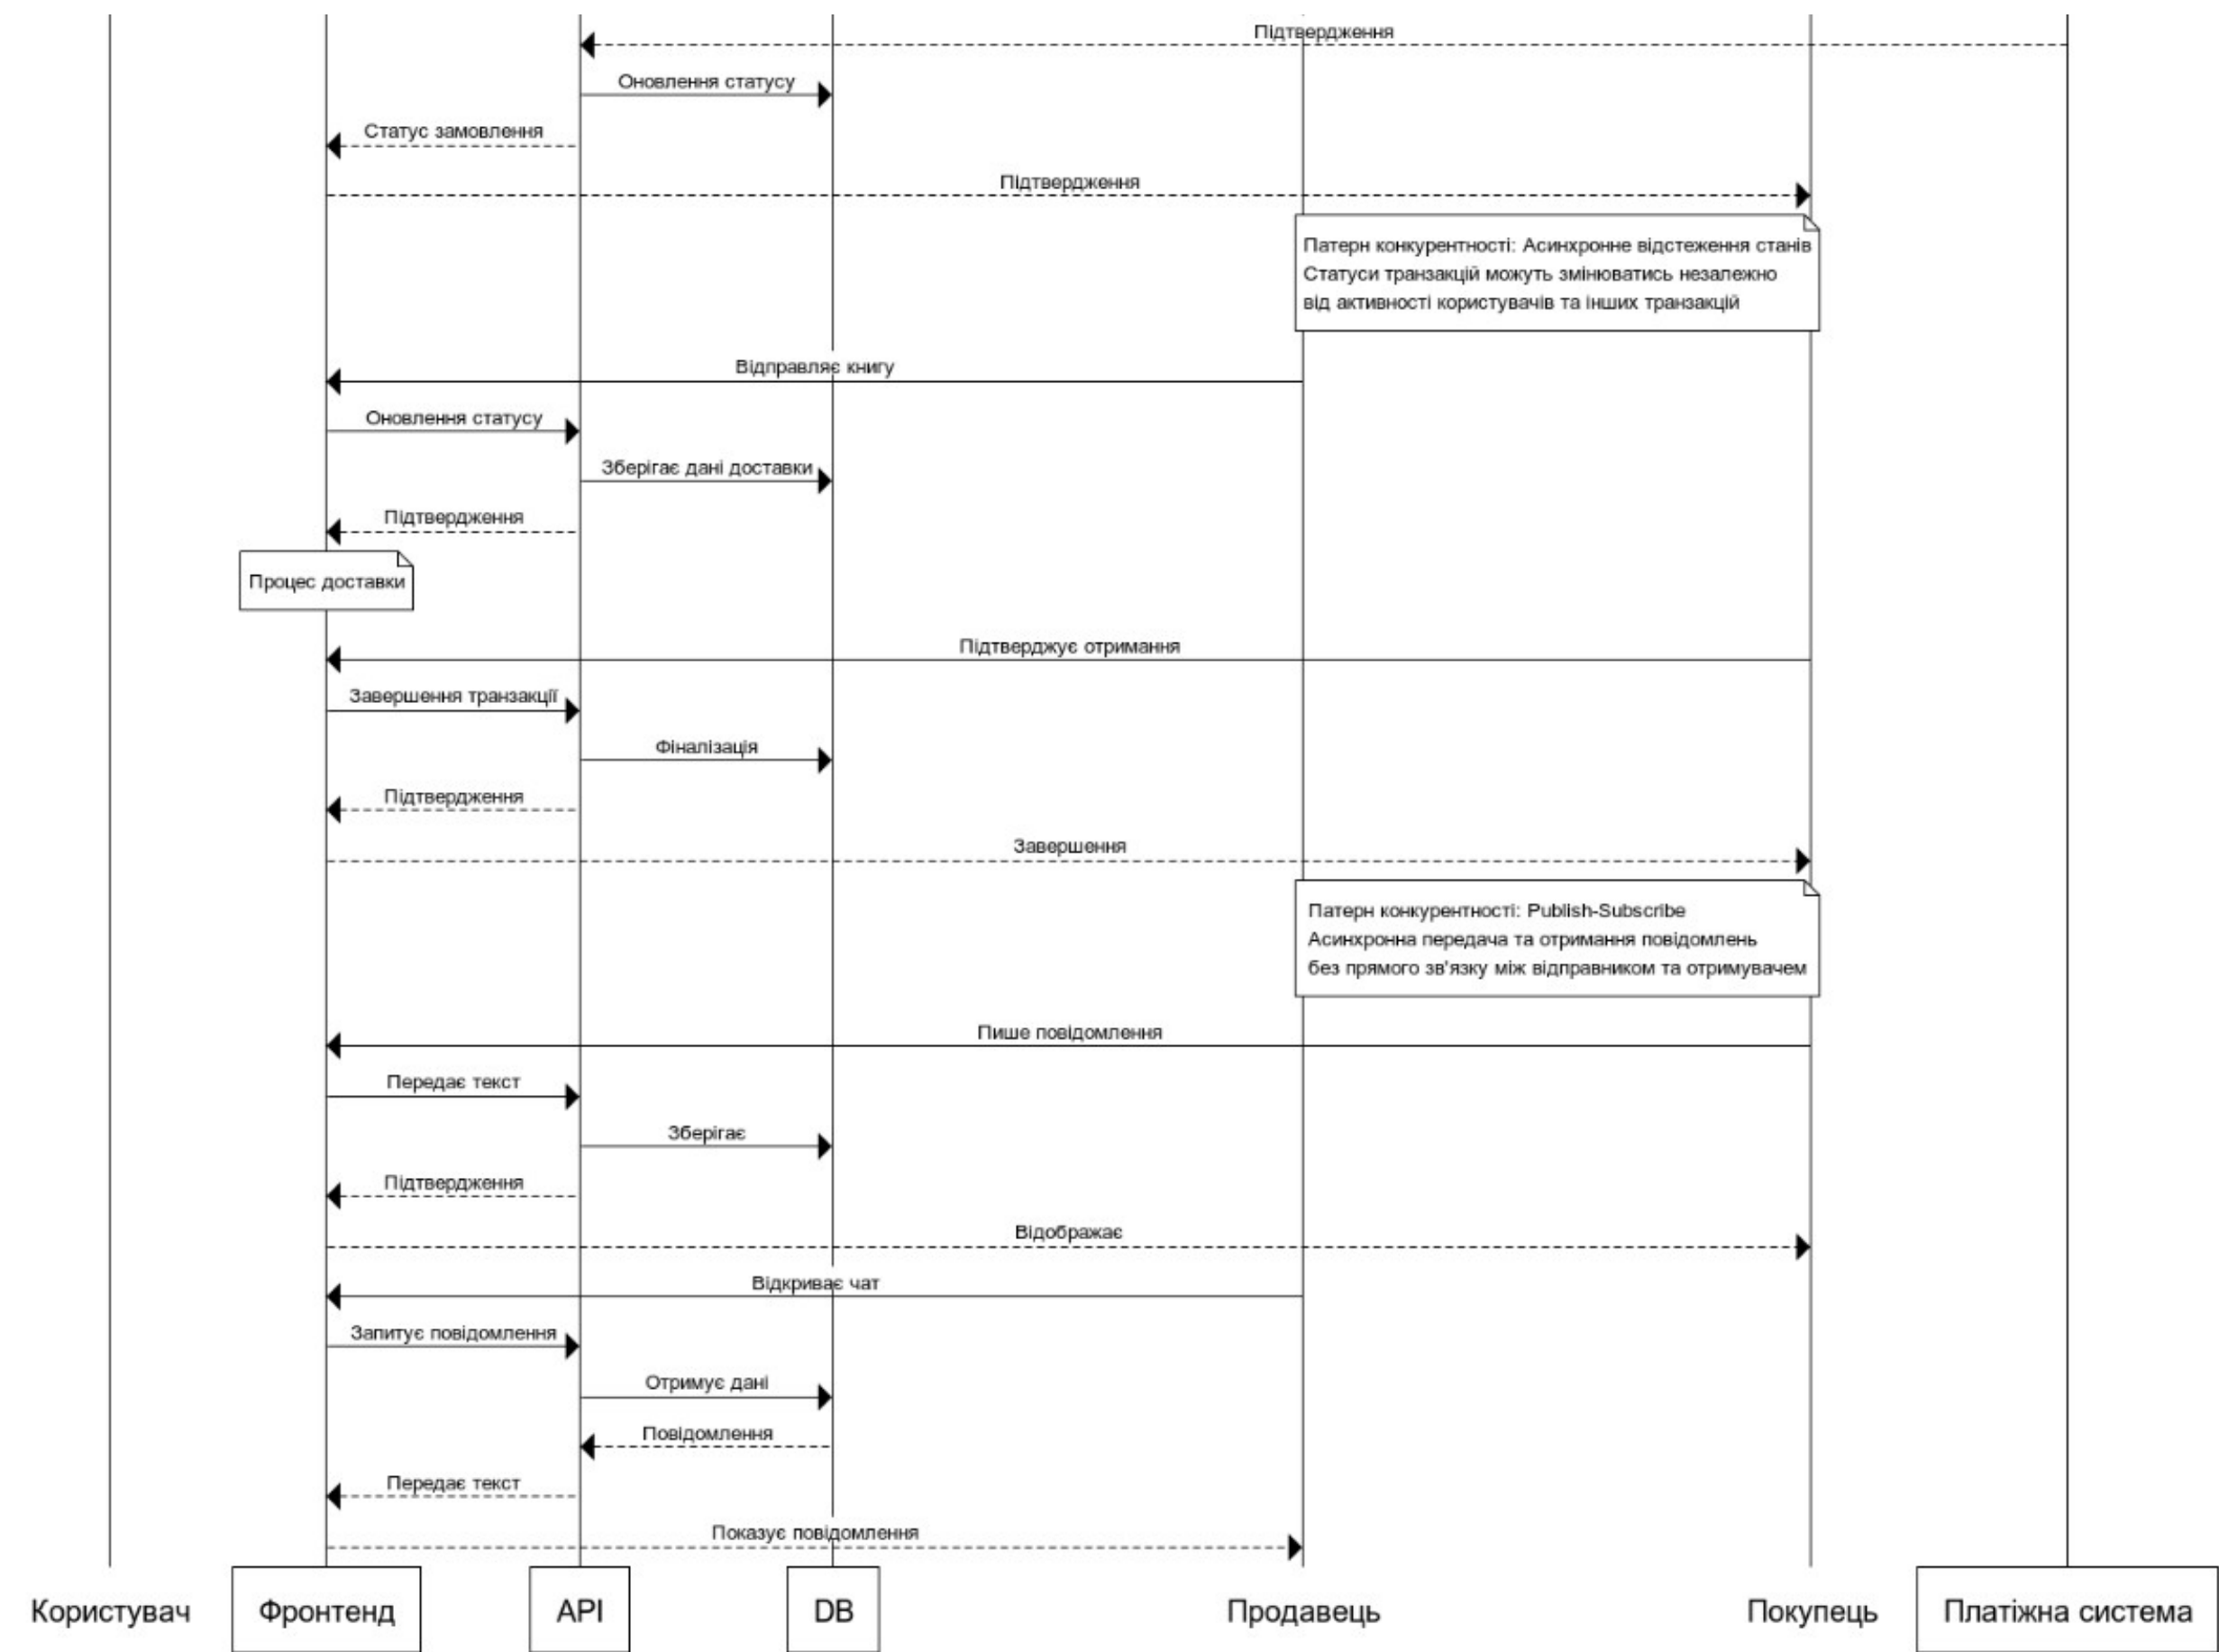 Підтвердження
Оновлення статусу
Статус замовлення
Підтвердження
Патерн конкурентності: Асинхронне відстеження станів
Статуси транзакцій можуть змінюватись незалежно
від активності користувачів та інших транзакцій
Відправляє книгу
Оновлення статусу
Зберігає дані доставки
Підтвердження
Процес доставки
Підтверджує отримання
Завершення транзакції
Фіналізація
Підтвердження
Завершення
Патерн конкурентності: Publish-Subscribe
Асинхронна передача та отримання повідомлень
без прямого зв'язку між відправником та отримувачем
Пише повідомлення
Передає текст
Зберігає
Підтвердження
Відображає
Відкриває чат
Запитує повідомлення
Отримує дані
Повідомлення
Передає текст
Показує повідомлення
Користувач
Фронтенд
API
DB
Продавець
Покупець
Платіжна система